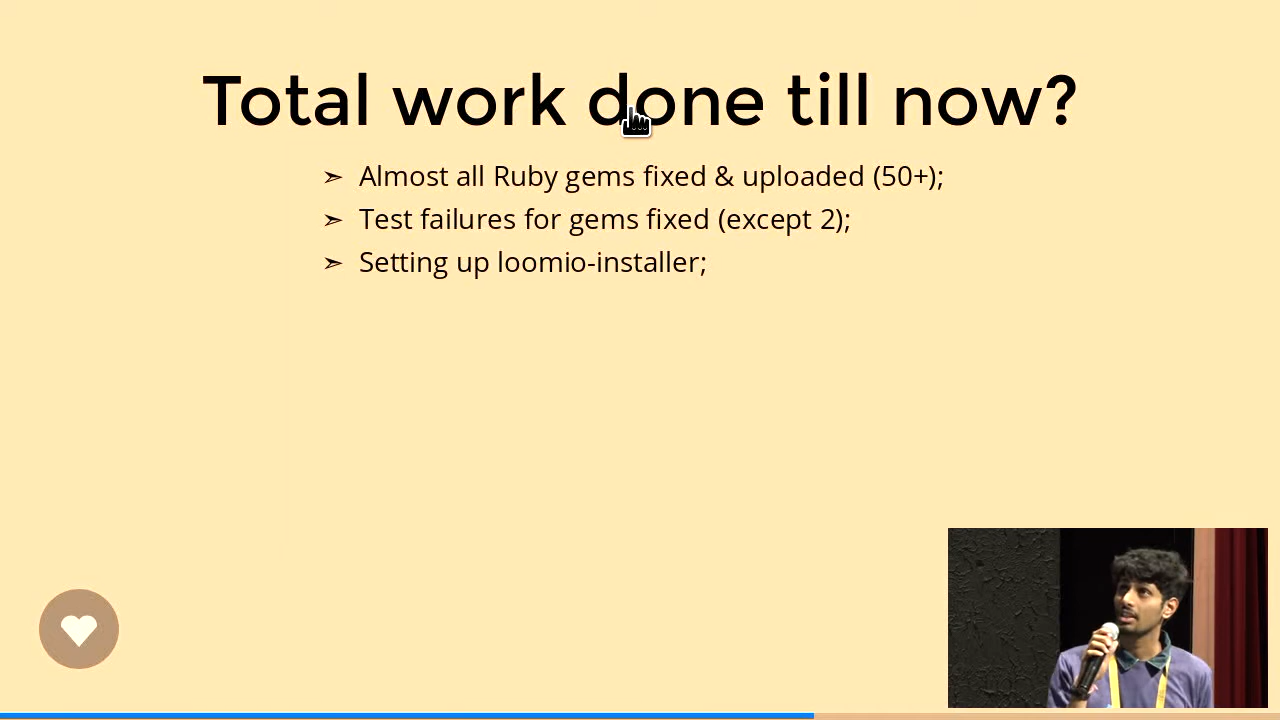 Total work done till now?
➣ Almost all Ruby gems fixed & uploaded (50+);
➣ Test failures for gems fixed (except 2);
➣ Setting up loomio-installer;